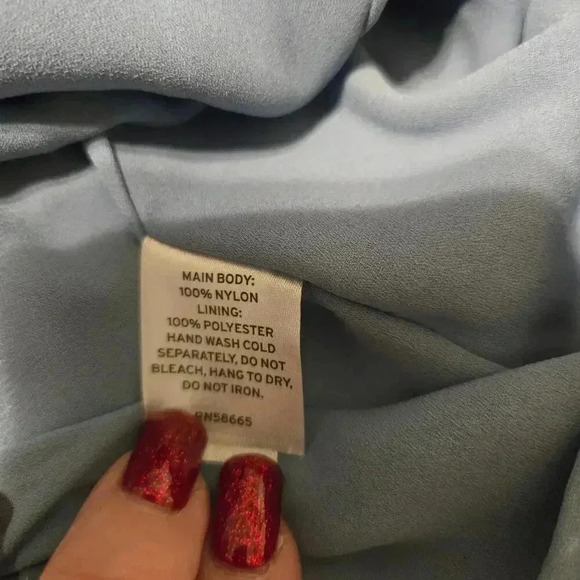 MAIN BODY:
100% NYLON
LINING:
100% POLYESTER
HAND WASH COLD
SEPARATELY, DO NOT
BLEACH, HANG TO DRY,
DO NOT IRON.
RN58665